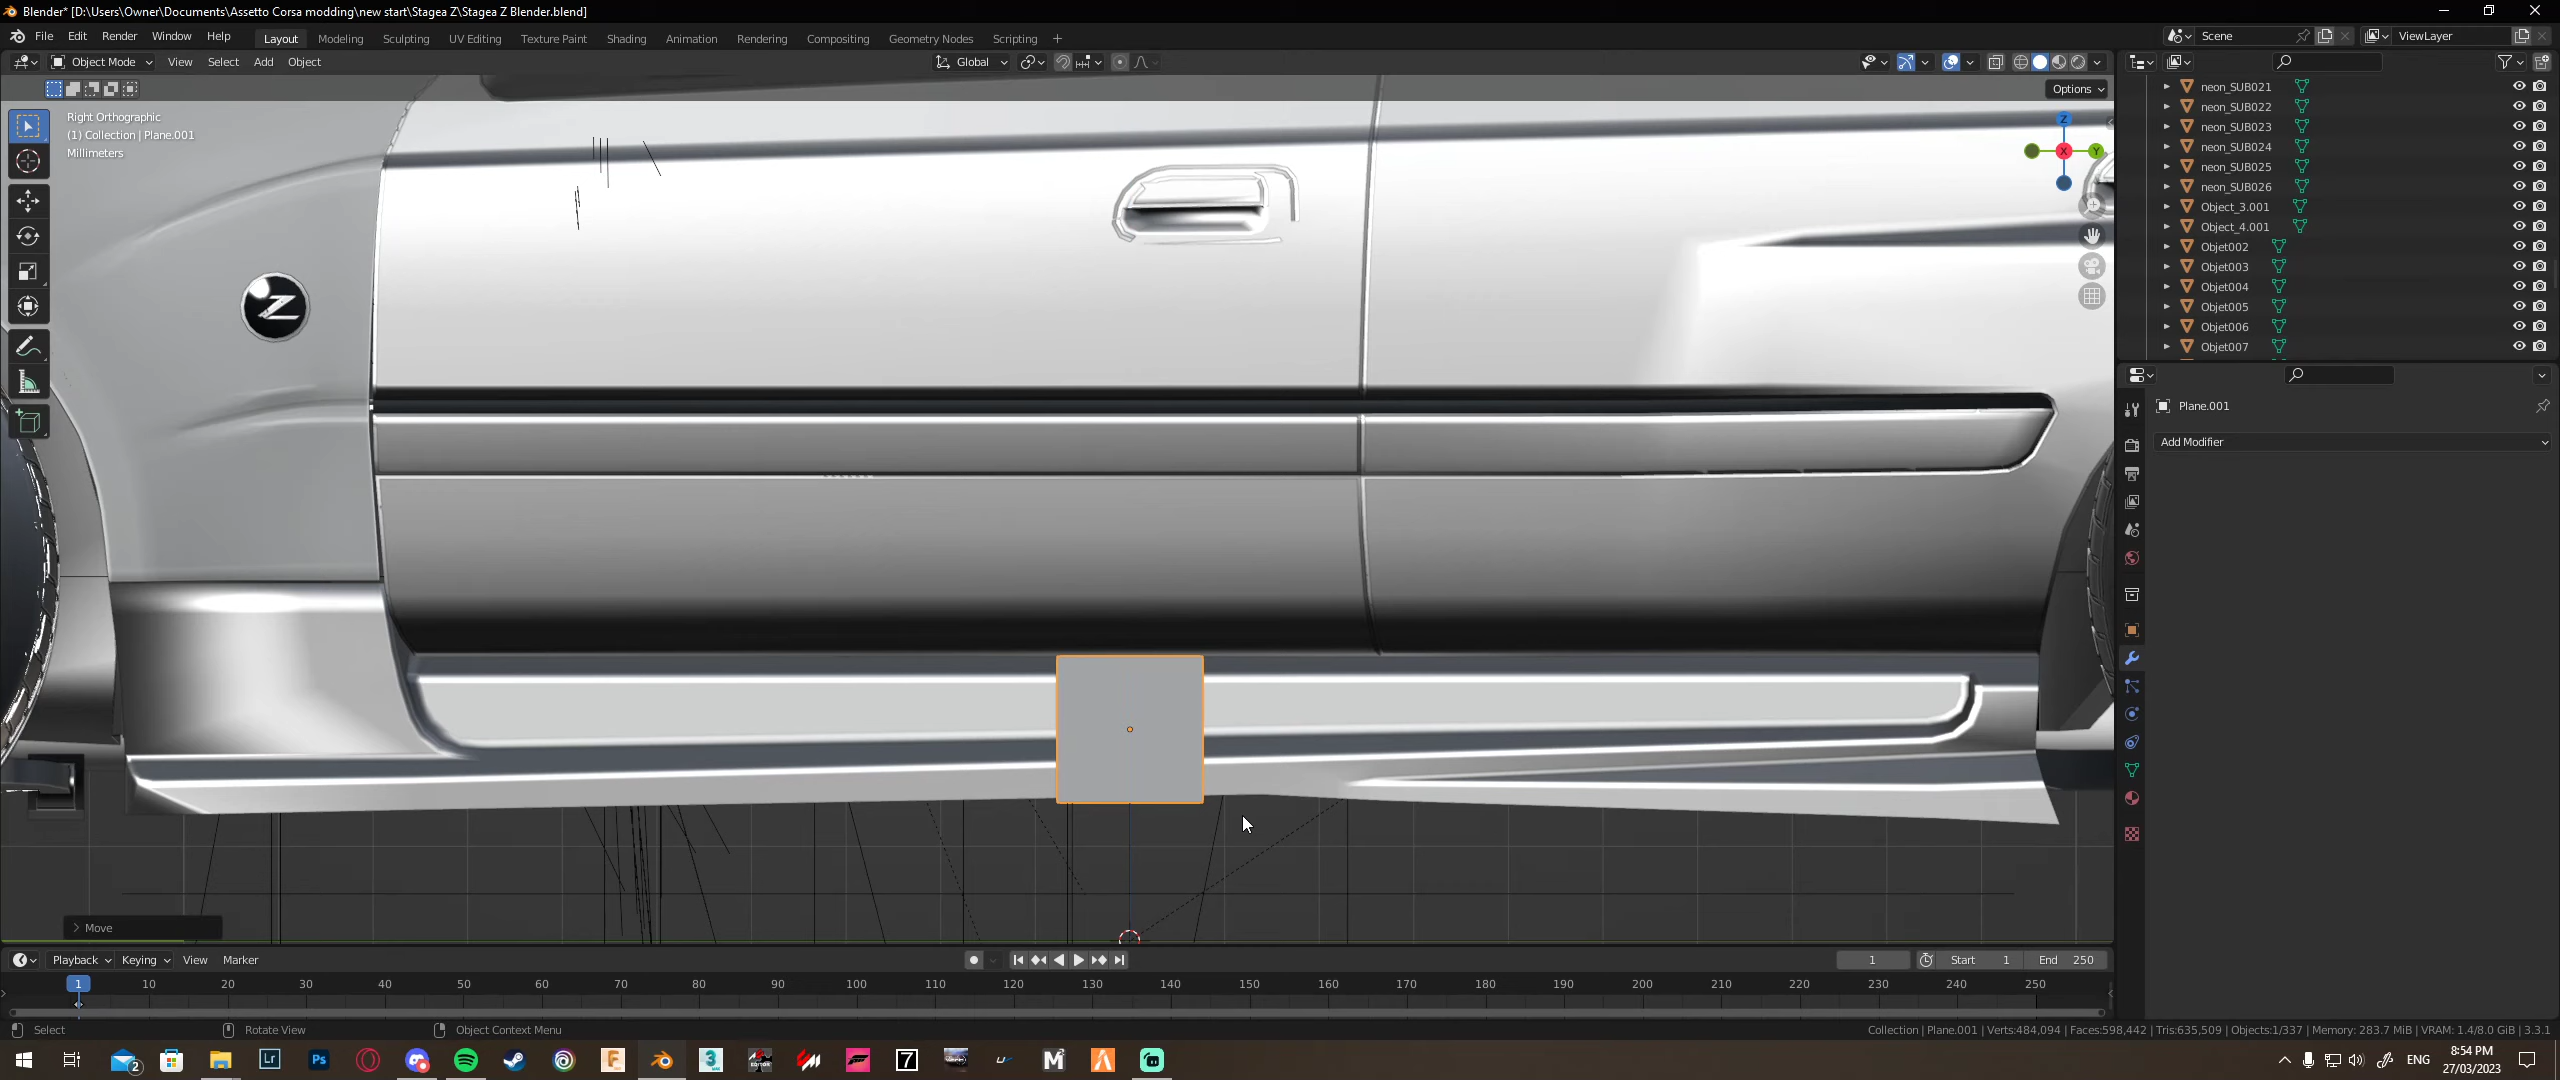 Blender* [D:\Users\Owner\Documents\Assetto Corsa modding\new start\Stagea Z\Stagea Z Blender.blend]
File Edit Render Window Help
Layout Modeling Sculpting UV Editing Texture Paint Shading Animation Rendering Compositing Geometry Nodes Scripting +
Scene
ViewLayer
Object Mode View Select Add Object
Global
Options
Right Orthographic
(1) Collection | Plane.001
Millimeters
Z
X
Y
Z
neon_SUB021
neon_SUB022
neon_SUB023
neon_SUB024
neon_SUB025
neon_SUB026
Object_3.001
Object_4.001
Objet002
Objet003
Objet004
Objet005
Objet006
Objet007
Plane.001
Add Modifier
Move
Playback Keying View Marker
1 Start 1 End 250
1 10 20 30 40 50 60 70 80 90 100 110 120 130 140 150 160 170 180 190 200 210 220 230 240 250
Select Rotate View Object Context Menu
Collection | Plane.001 | Verts:484,094 | Faces:598,442 | Tris:635,509 | Objects:1/337 | Memory: 283.7 MiB | VRAM: 1.4/8.0 GiB | 3.3.1
2 Lr Ps F 3 EDITOR 7 M
ENG
8:54 PM
27/03/2023